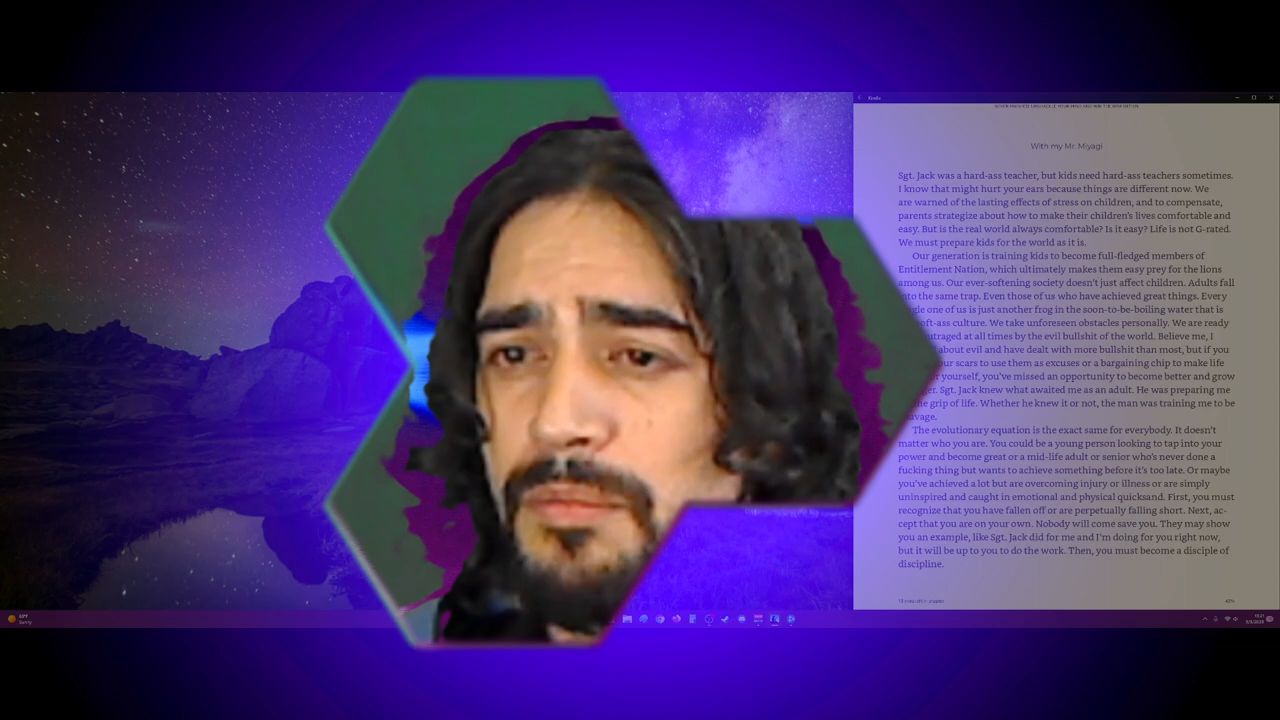 Kindle
With my Mr. Miyagi
Sgt. Jack was a hard-ass teacher, but kids need hard-ass teachers sometimes.
I know that might hurt your ears because things are different now. We
are warned of the lasting effects of stress on children, and to compensate,
parents strategize about how to make their children's lives comfortable and
easy. But is the real world always comfortable? Is it easy? Life is not G-rated.
We must prepare kids for the world as it is.
Our generation is training kids to become full-fledged members of
Entitlement Nation, which ultimately makes them easy prey for the lions
among us. Our ever-softening society doesn't just affect children. Adults fall
into the same trap. Even those of us who have achieved great things. Every
one of us is just another frog in the soon-to-be-boiling water that is
soft-ass culture. We take unforeseen obstacles personally. We are ready
outraged at all times by the evil bullshit of the world. Believe me, I
about evil and have dealt with more bullshit than most, but if you
your scars to use them as excuses or a bargaining chip to make life
yourself, you've missed an opportunity to become better and grow
Sgt. Jack knew what awaited me as an adult. He was preparing me
grip of life. Whether he knew it or not, the man was training me to be
The evolutionary equation is the exact same for everybody. It doesn't
matter who you are. You could be a young person looking to tap into your
power and become great or a mid-life adult or senior who's never done a
fucking thing but wants to achieve something before it's too late. Or maybe
you've achieved a lot but are overcoming injury or illness or are simply
uninspired and caught in emotional and physical quicksand. First, you must
recognize that you have fallen off or are perpetually falling short. Next, ac-
cept that you are on your own. Nobody will come save you. They may show
you an example, like Sgt. Jack did for me and I'm doing for you right now,
but it will be up to you to do the work. Then, you must become a disciple of
discipline.
Sunny